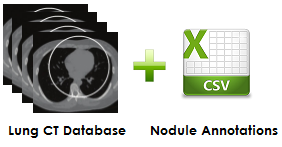 X
CSV
Lung CT Database
Nodule Annotations